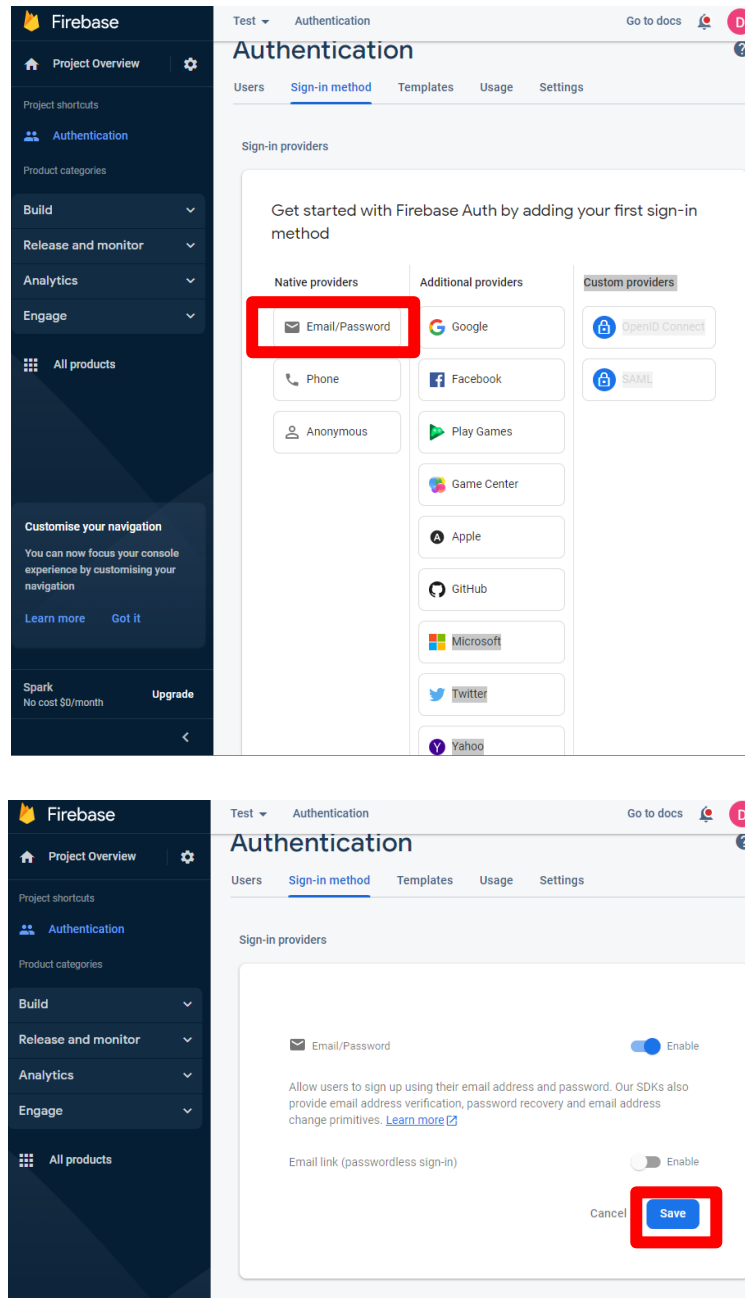 Firebase
Project Overview
Project shortcuts
Authentication
Product categories
Build
Release and monitor
Analytics
Engage
All products
Customise your navigation
You can now focus your console
experience by customising your
navigation
Learn more Got it
Spark
No cost $0/month
Upgrade
Test Authentication Go to docs D
Authentication ?
Users Sign-in method Templates Usage Settings
Sign-in providers
Get started with Firebase Auth by adding your first sign-in
method
Native providers
Email/Password
Phone
Anonymous
Additional providers
Google
Facebook
Play Games
Game Center
Apple
GitHub
Microsoft
Twitter
Yahoo
Custom providers
OpenID Connect
SAML
Firebase
Project Overview
Project shortcuts
Authentication
Product categories
Build
Release and monitor
Analytics
Engage
All products
Test Authentication Go to docs D
Authentication ?
Users Sign-in method Templates Usage Settings
Sign-in providers
Email/Password Enable
Allow users to sign up using their email address and password. Our SDKs also
provide email address verification, password recovery and email address
change primitives. Learn more
Email link (passwordless sign-in) Enable
Cancel Save